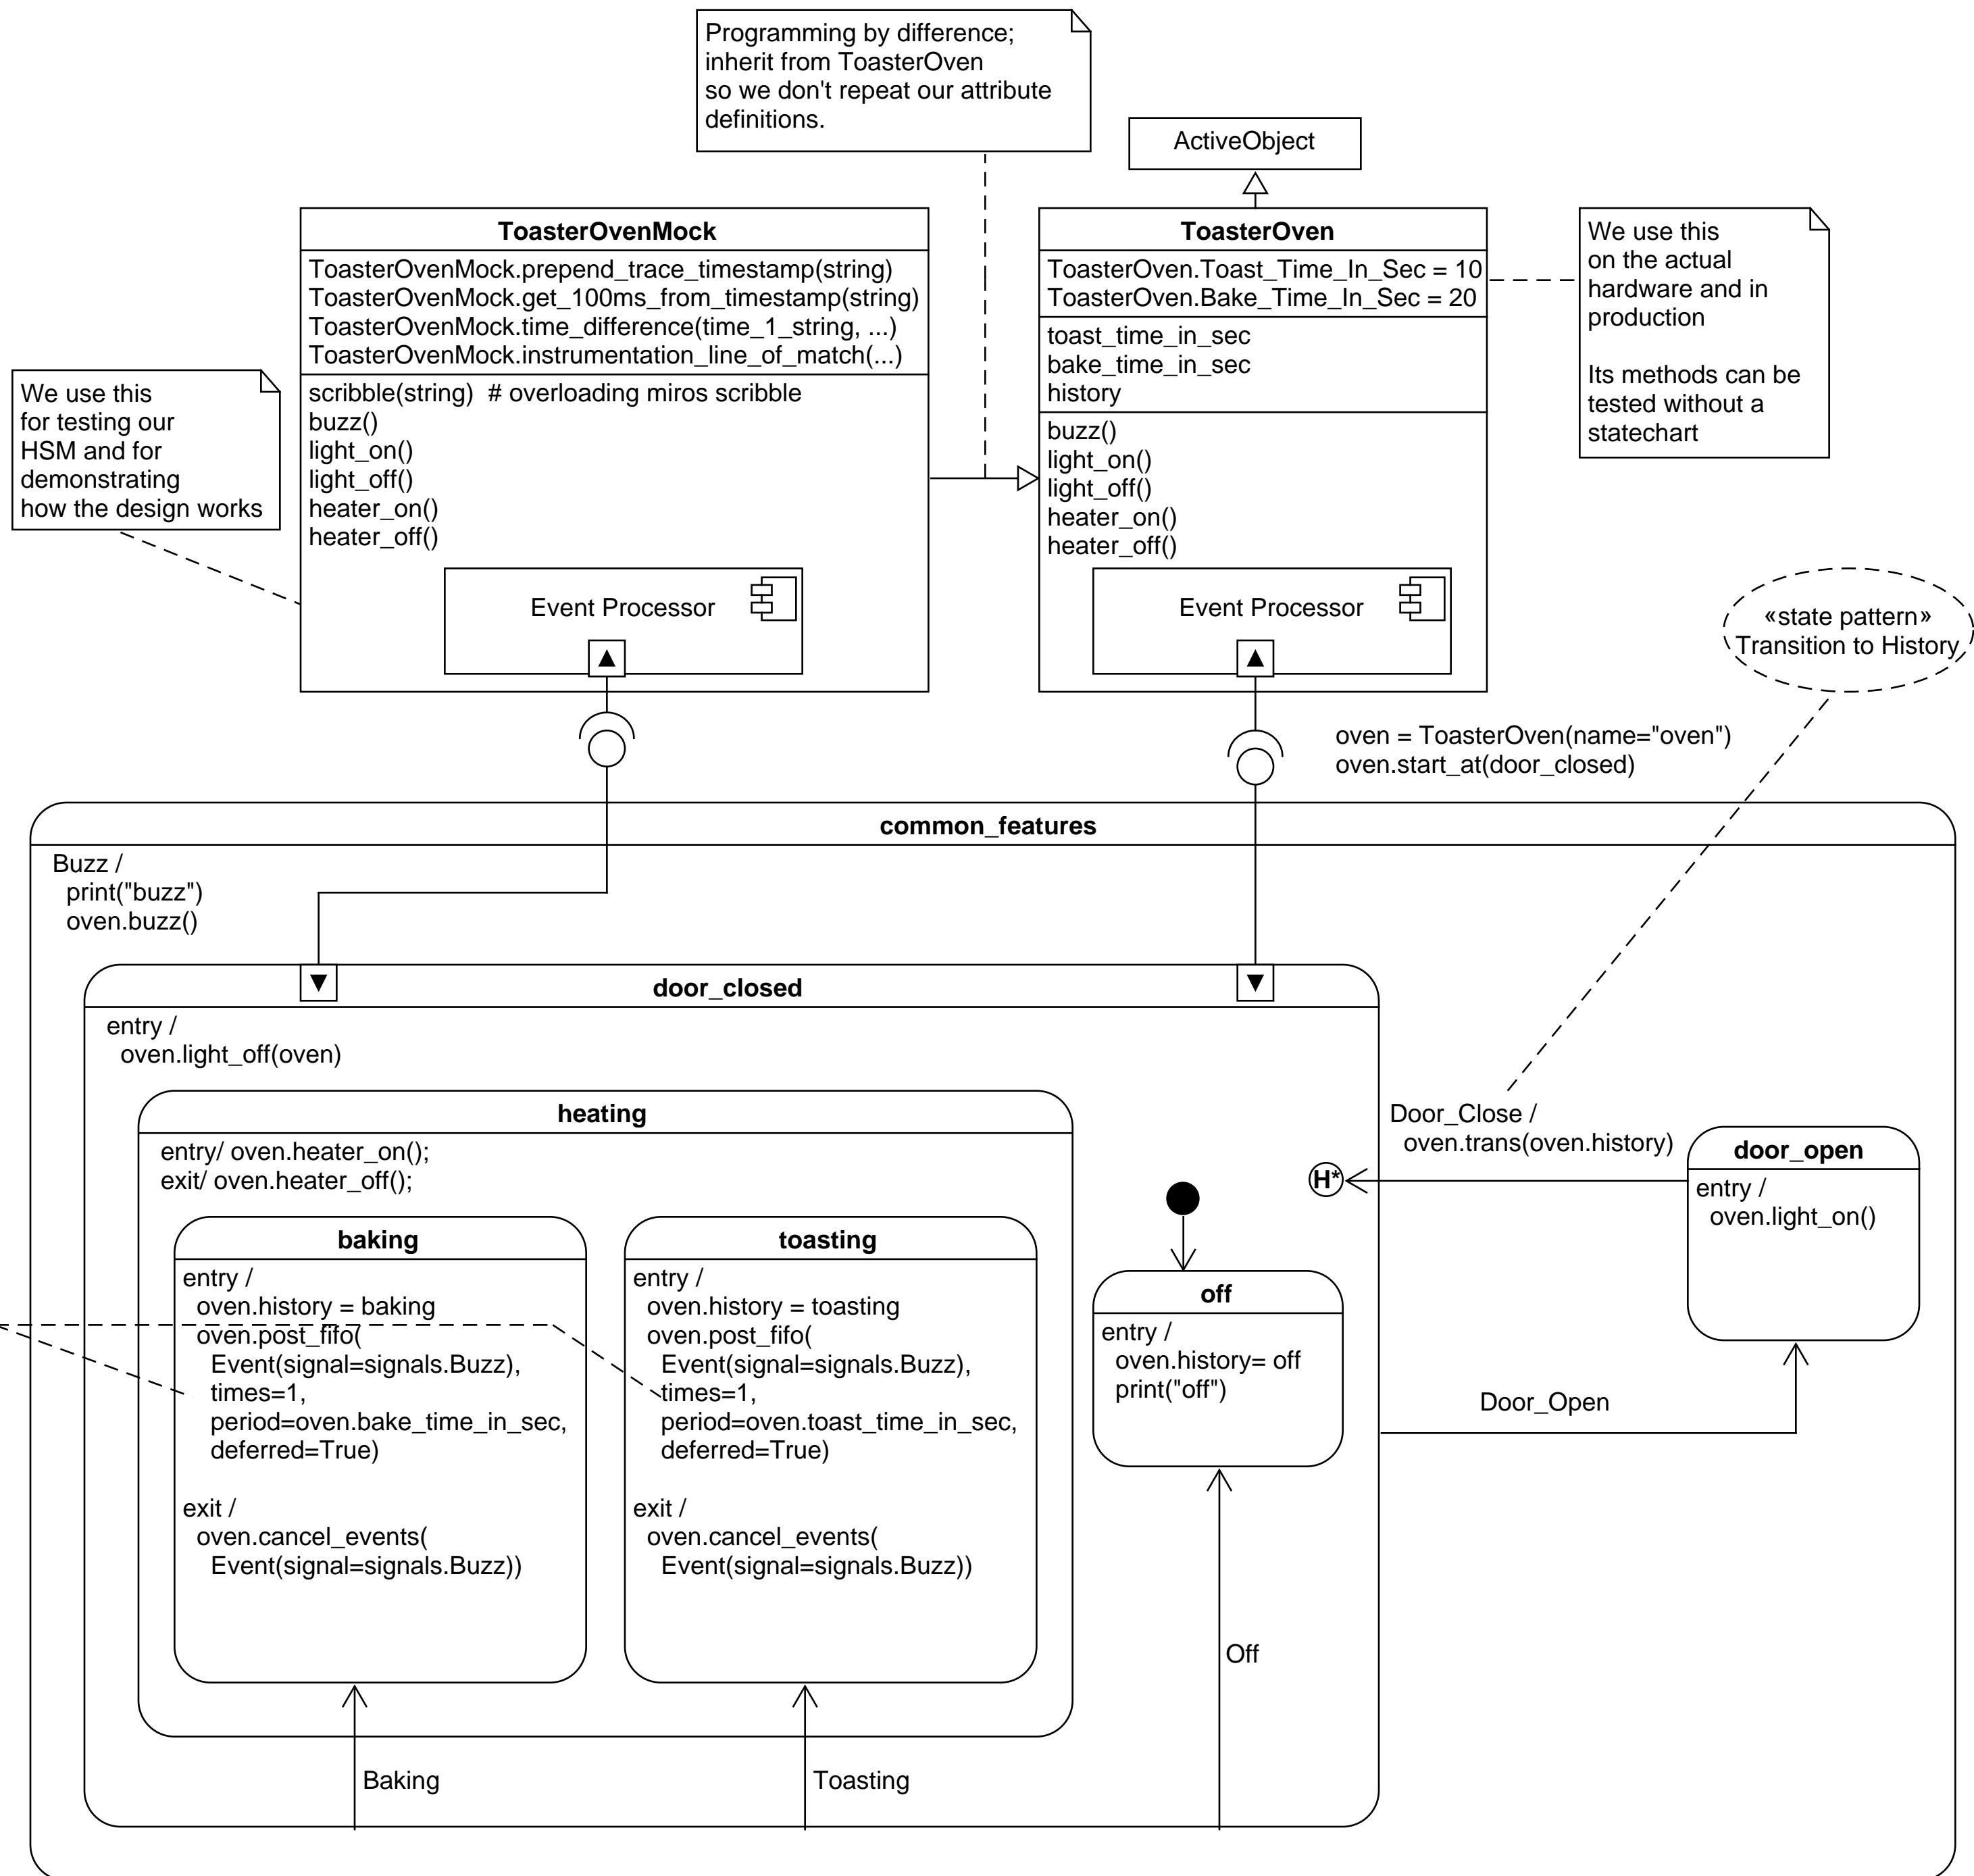 Programming by difference;
inherit from ToasterOven
so we don't repeat our attribute
definitions.
ActiveObject
ToasterOvenMock
ToasterOvenMock.prepend_trace_timestamp(string)
ToasterOvenMock.get_100ms_from_timestamp(string)
ToasterOvenMock.time_difference(time_1_string, ...)
ToasterOvenMock.instrumentation_line_of_match(...)
scribble(string)  # overloading miros scribble
buzz()
light_on()
light_off()
heater_on()
heater_off()
Event Processor
ToasterOven
ToasterOven.Toast_Time_In_Sec = 10
ToasterOven.Bake_Time_In_Sec = 20
toast_time_in_sec
bake_time_in_sec
history
buzz()
light_on()
light_off()
heater_on()
heater_off()
Event Processor
We use this
on the actual
hardware and in
production
Its methods can be
tested without a
statechart
We use this
for testing our
HSM and for
demonstrating
how the design works
«state pattern»
Transition to History
oven = ToasterOven(name="oven")
oven.start_at(door_closed)
common_features
Buzz /
print("buzz")
oven.buzz()
door_closed
entry /
oven.light_off(oven)
heating
entry/ oven.heater_on();
exit/ oven.heater_off();
baking
entry /
oven.history = baking
oven.post_fifo(
Event(signal=signals.Buzz),
times=1,
period=oven.bake_time_in_sec,
deferred=True)
exit /
oven.cancel_events(
Event(signal=signals.Buzz))
toasting
entry /
oven.history = toasting
oven.post_fifo(
Event(signal=signals.Buzz),
times=1,
period=oven.toast_time_in_sec,
deferred=True)
exit /
oven.cancel_events(
Event(signal=signals.Buzz))
off
entry /
oven.history= off
print("off")
H*
Door_Close /
oven.trans(oven.history)
door_open
entry /
oven.light_on()
Door_Open
Off
Baking
Toasting